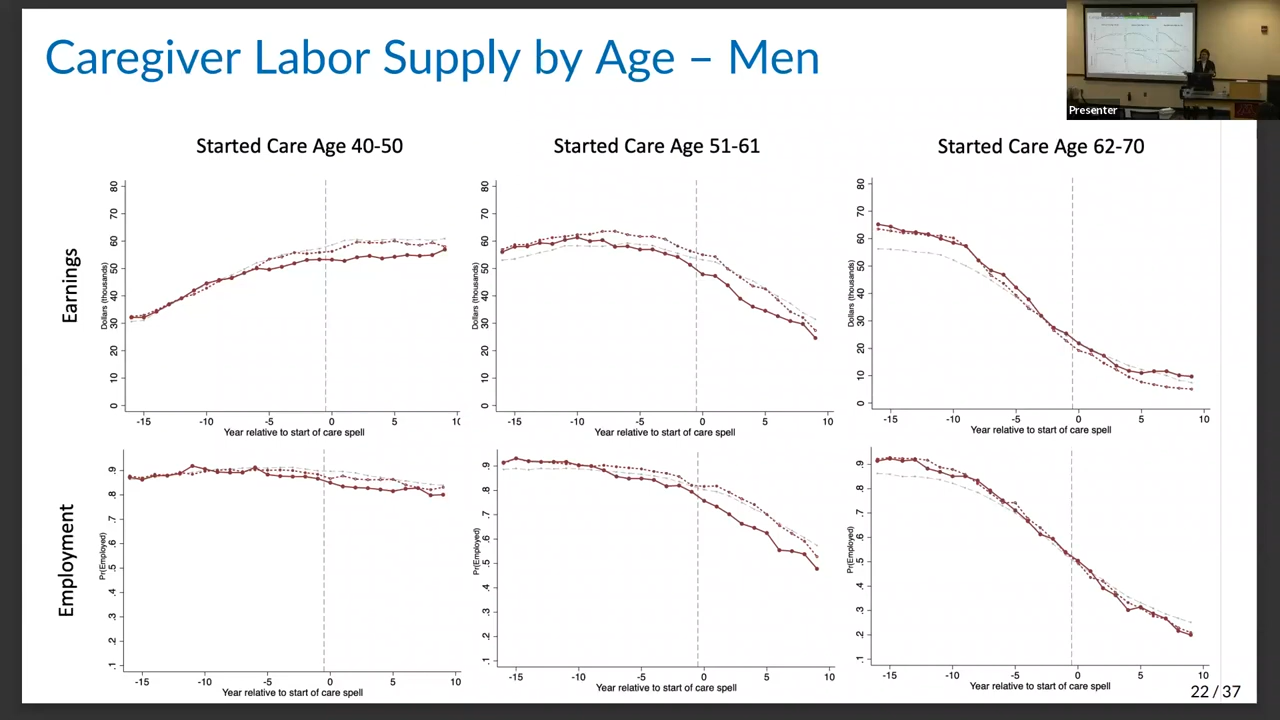 Caregiver Labor Supply by Age – Men
Presenter
Started Care Age 40-50
Started Care Age 51-61
Started Care Age 62-70
Earnings
Dollars (thousands)
80
70
60
50
40
30
20
10
0
-15 -10 -5 0 5 10
Year relative to start of care spell
Dollars (thousands)
80
70
60
50
40
30
20
10
0
-15 -10 -5 0 5 10
Year relative to start of care spell
Dollars (thousands)
80
70
60
50
40
30
20
10
0
-15 -10 -5 0 5 10
Year relative to start of care spell
Employment
Pr(Employed)
.9
.8
.7
.6
.5
.4
.3
.2
.1
-15 -10 -5 0 5 10
Year relative to start of care spell
Pr(Employed)
.9
.8
.7
.6
.5
.4
.3
.2
.1
-15 -10 -5 0 5 10
Year relative to start of care spell
Pr(Employed)
.9
.8
.7
.6
.5
.4
.3
.2
.1
-15 -10 -5 0 5 10
Year relative to start of care spell
22 / 37